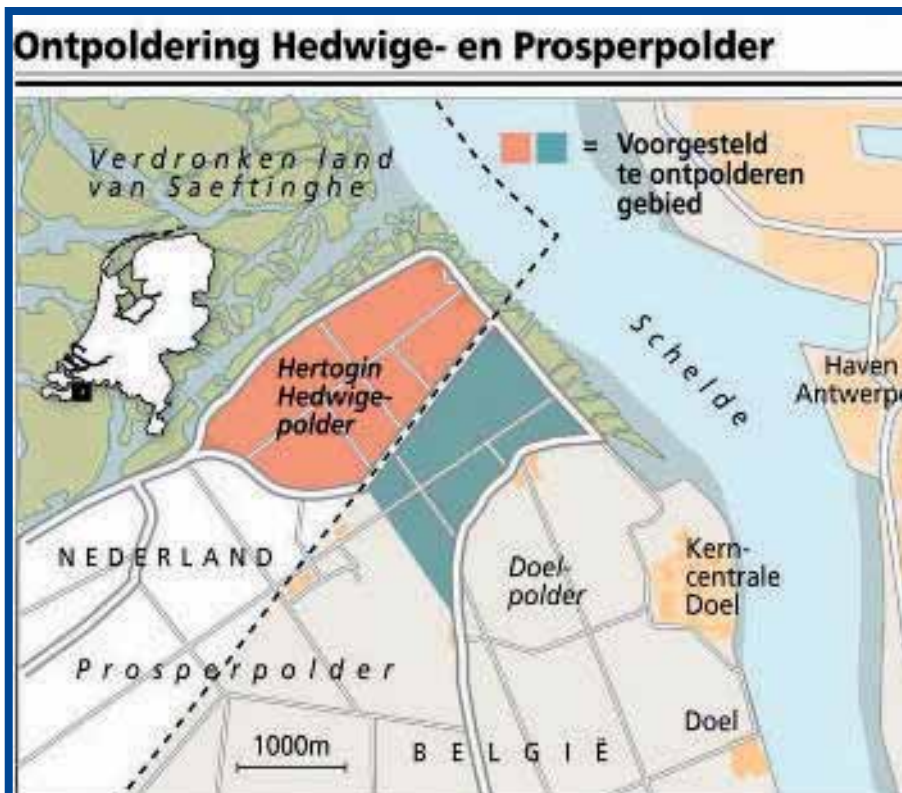 Ontpoldering Hedwige- en Prosperpolder
Verdronken land
van Saeftinghe
= Voorgesteld
te ontpolderen
gebied
Schelde
Hertogin
Hedwige-
polder
Haven
Antwerpe
NEDERLAND
Doel-
polder
Kern-
centrale
Doel
Prosperpolder
Doel
1000m
BELGIË